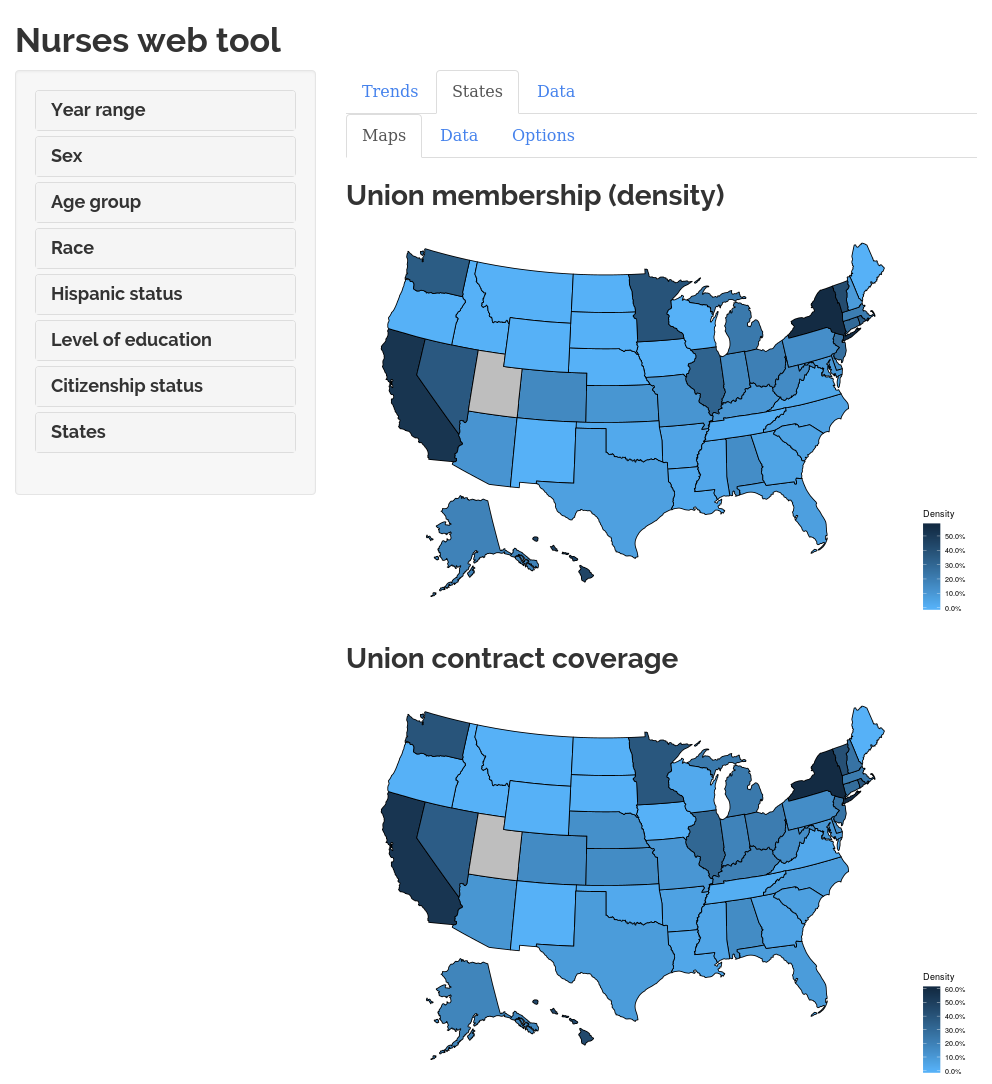 Nurses web tool
Year range
Sex
Age group
Race
Hispanic status
Level of education
Citizenship status
States
Trends States Data
Maps Data Options
Union membership (density)
Density
50.0%
40.0%
30.0%
20.0%
10.0%
0.0%
Union contract coverage
Density
60.0%
50.0%
40.0%
30.0%
20.0%
10.0%
0.0%